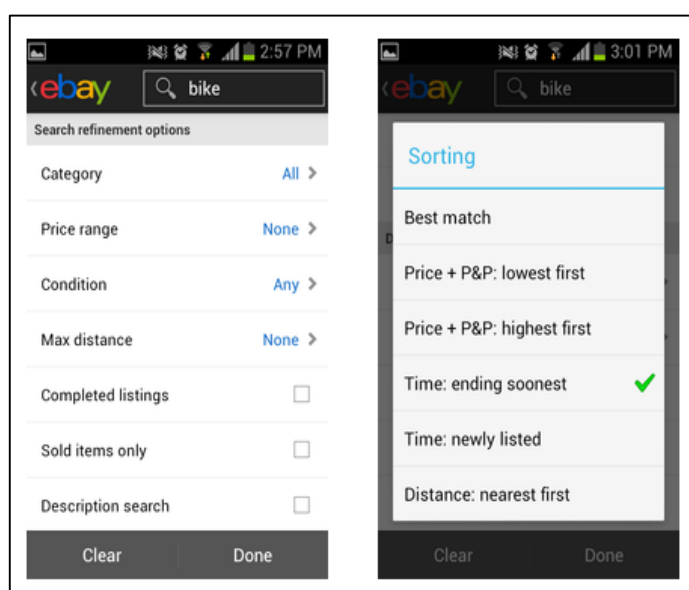 2:57 PM
ebay bike
Search refinement options
Category All
Price range None
Condition Any
Max distance None
Completed listings
Sold items only
Description search
Clear Done
3:01 PM
ebay bike
Sorting
D
Best match
Price + P&P: lowest first
Price + P&P: highest first
Time: ending soonest
Time: newly listed
Distance: nearest first
Clear Done